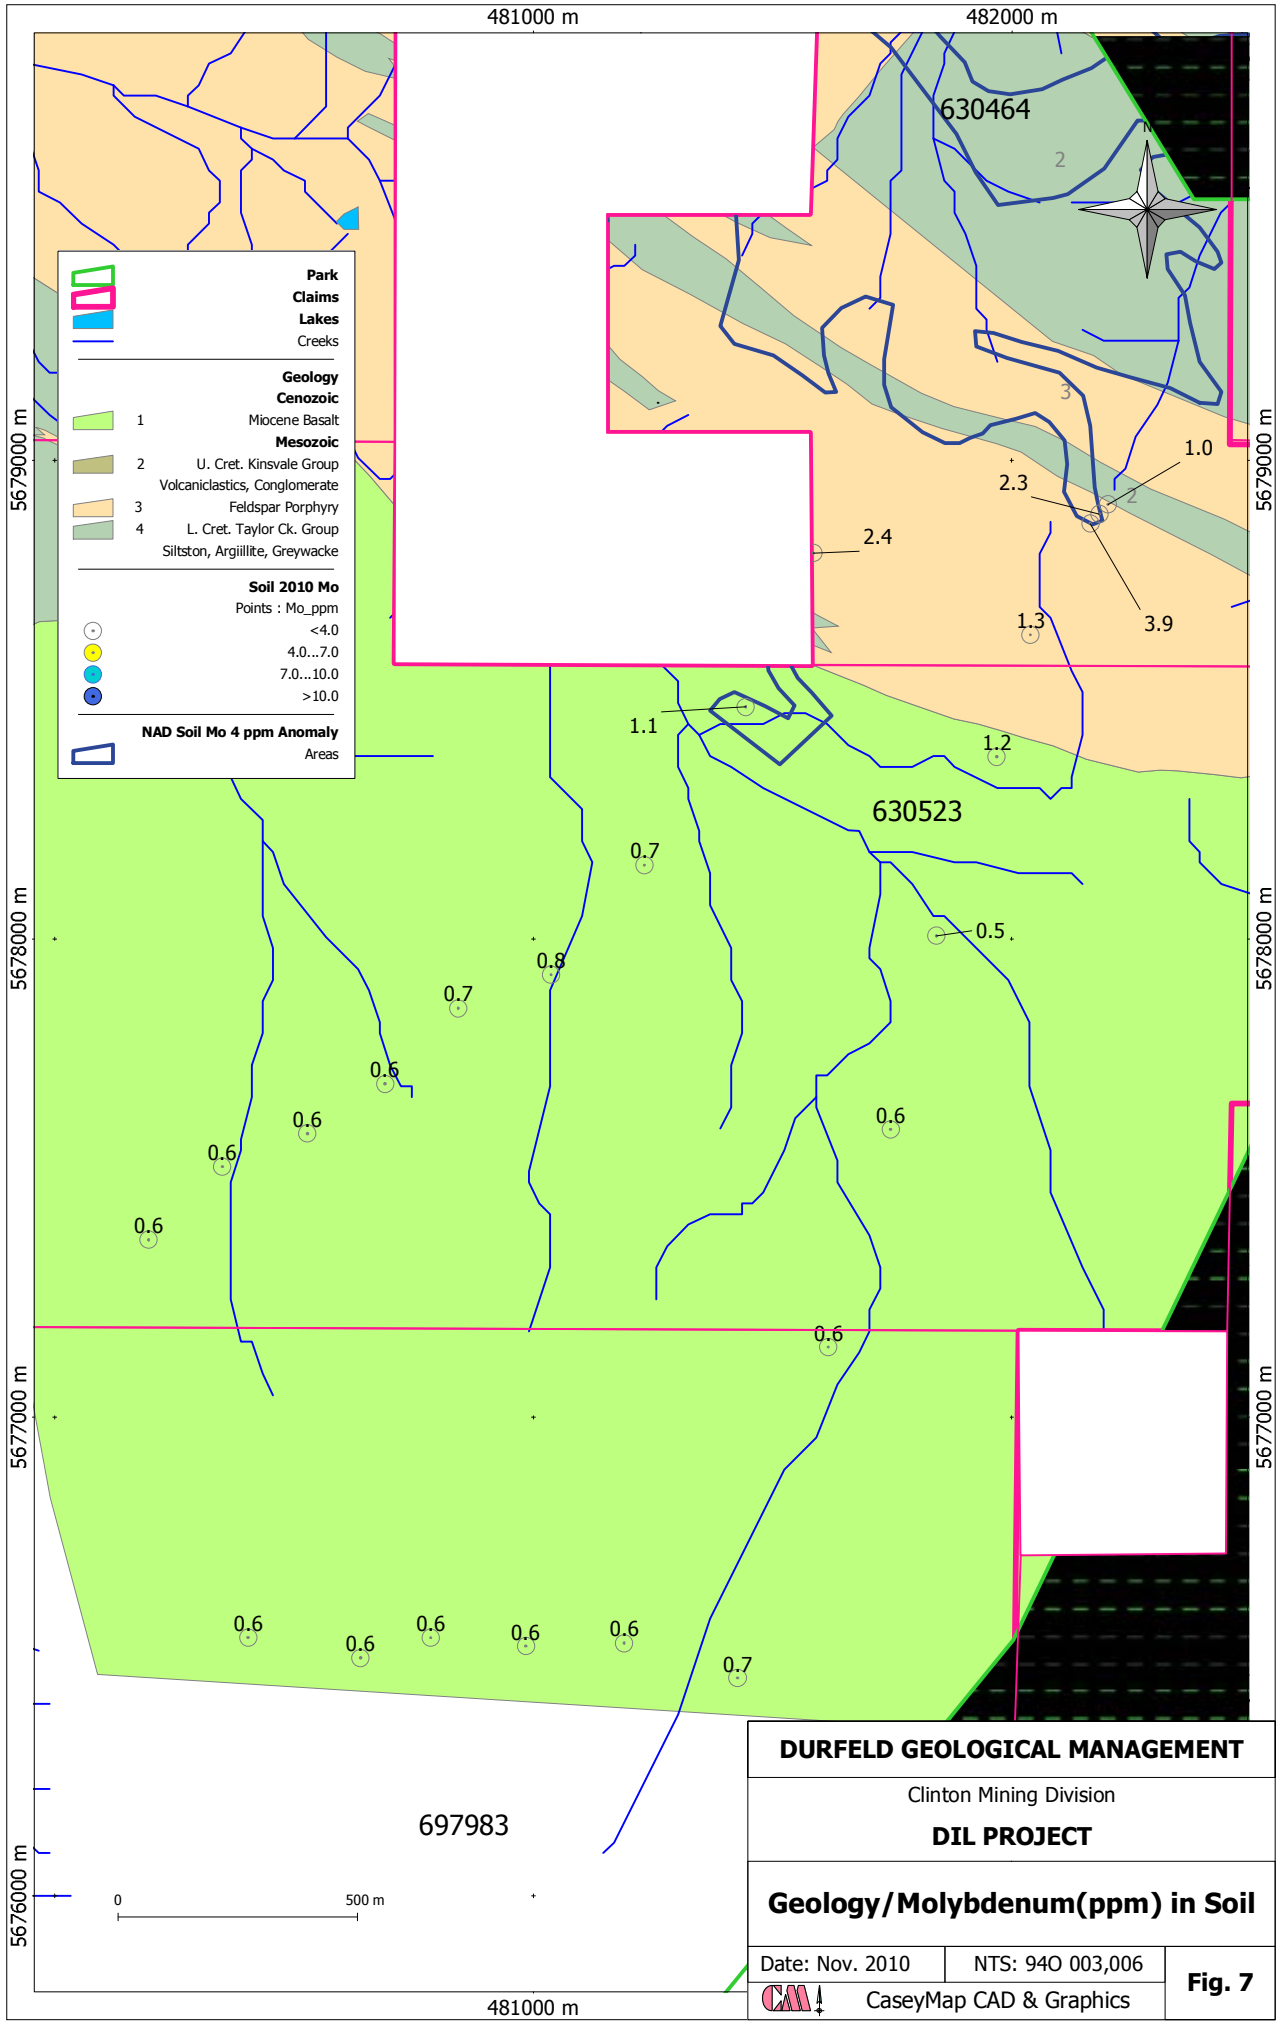 481000 m
482000 m
630464
2
N
Park
Claims
Lakes
Creeks
Geology
Cenozoic
1 Miocene Basalt
Mesozoic
2 U. Cret. Kinsvale Group
Volcaniclastics, Conglomerate
3 Feldspar Porphyry
4 L. Cret. Taylor Ck. Group
Siltston, Argiillite, Greywacke
Soil 2010 Mo
Points : Mo_ppm
<4.0
4.0...7.0
7.0...10.0
>10.0
NAD Soil Mo 4 ppm Anomaly
Areas
3
5679000 m
5679000 m
1.0
2.3
2
2.4
3.9
1.3
1.1
1.2
630523
0.7
0.5
0.8
5678000 m
5678000 m
0.7
0.6
0.6
0.6
0.6
0.6
0.6
5677000 m
5677000 m
0.6
0.6
0.6
0.6
0.6
0.7
697983
5676000 m
0
500 m
481000 m
DURFELD GEOLOGICAL MANAGEMENT
Clinton Mining Division
DIL PROJECT
Geology/Molybdenum(ppm) in Soil
Date: Nov. 2010
NTS: 94O 003,006
Fig. 7
CM
CaseyMap CAD & Graphics